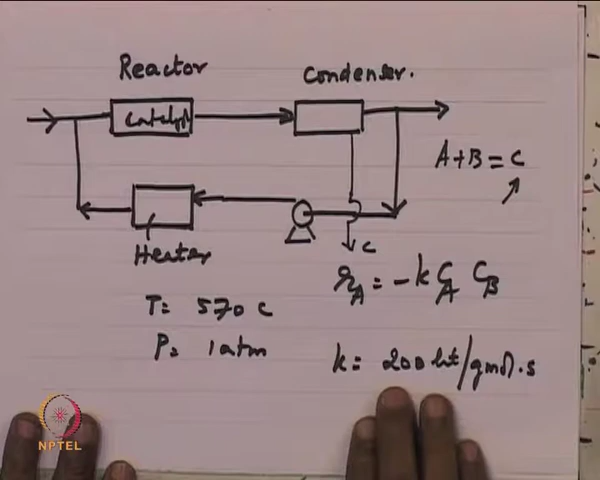 Reactor
Condenser.
Catalyst
A+B = C
Heater
C
r_A = -k C_A C_B
T= 570 C
P= 1 atm
k= 200 lit/gmol.s
NPTEL